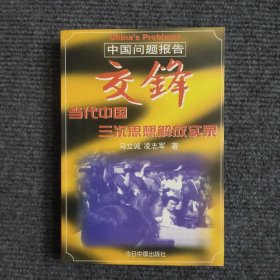 China's Problems
中国问题报告
交鋒
当代中国
三次思想解放实录
马立诚 凌志军 著
今日中国出版社